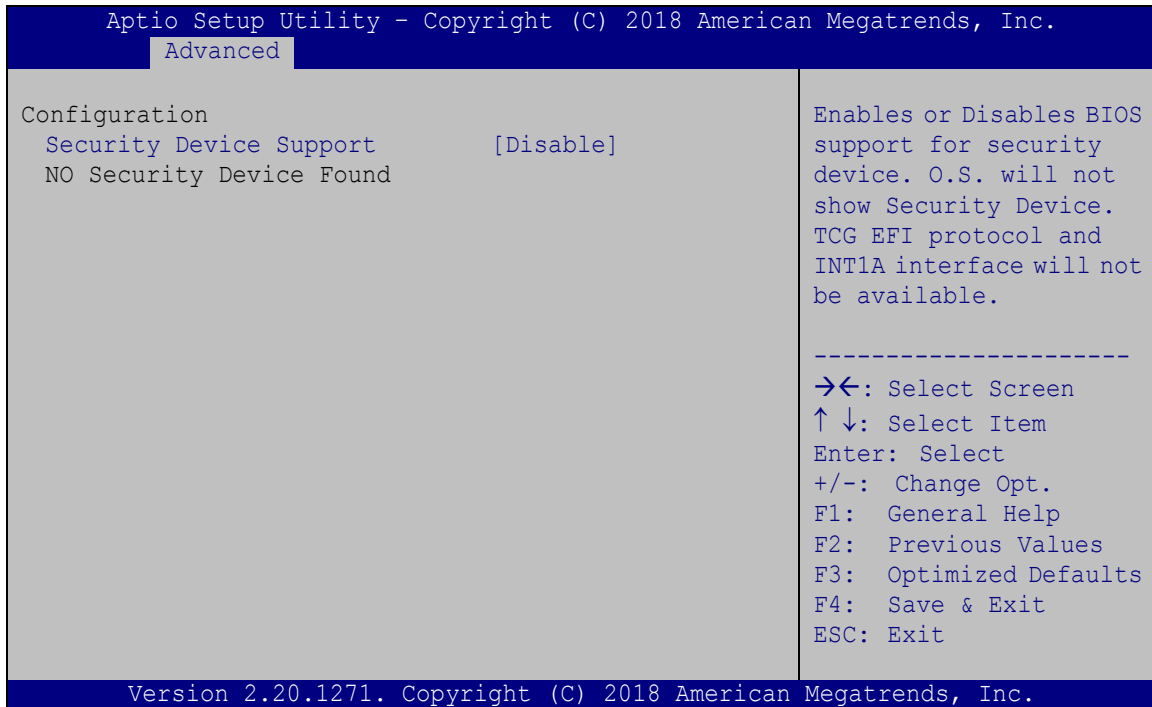 Aptio Setup Utility – Copyright (C) 2018 American Megatrends, Inc.
Advanced
Configuration
Security Device Support [Disable]
NO Security Device Found
Enables or Disables BIOS
support for security
device. O.S. will not
show Security Device.
TCG EFI protocol and
INT1A interface will not
be available.
----------------------
→←: Select Screen
↑ ↓: Select Item
Enter: Select
+/-: Change Opt.
F1: General Help
F2: Previous Values
F3: Optimized Defaults
F4: Save & Exit
ESC: Exit
Version 2.20.1271. Copyright (C) 2018 American Megatrends, Inc.